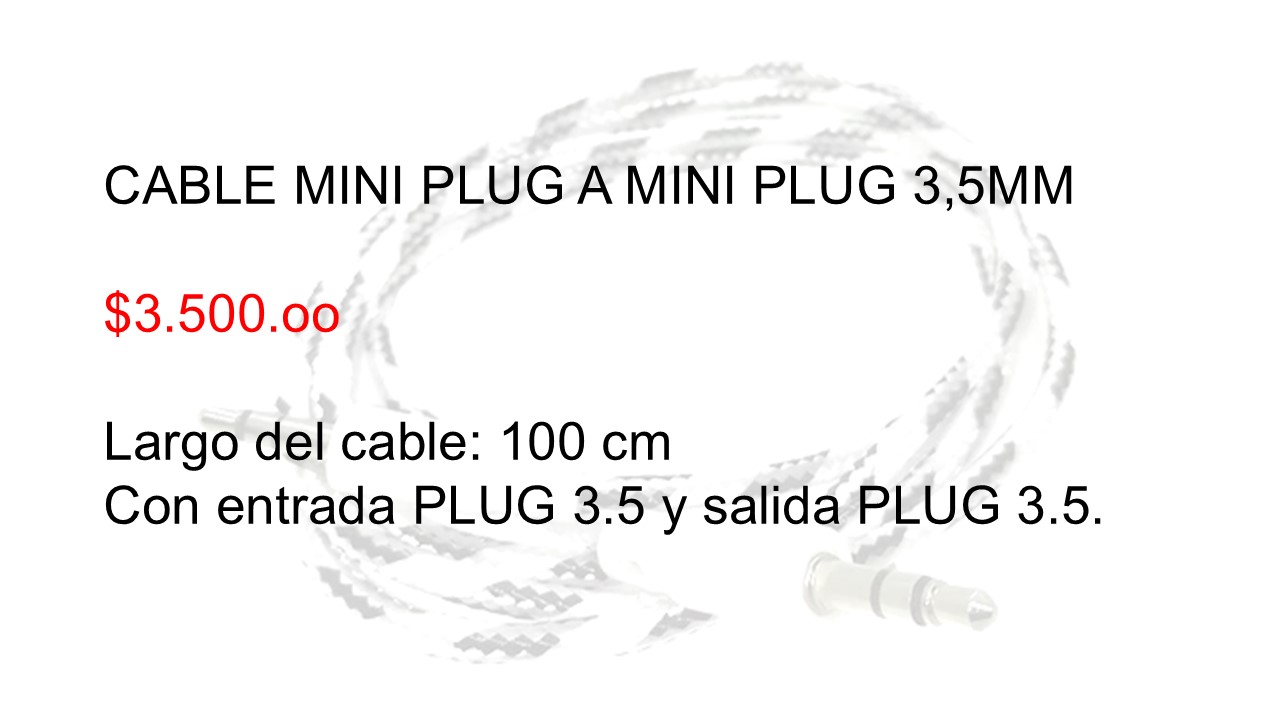 CABLE MINI PLUG A MINI PLUG 3,5MM
$3.500.oo
Largo del cable: 100 cm
Con entrada PLUG 3.5 y salida PLUG 3.5.